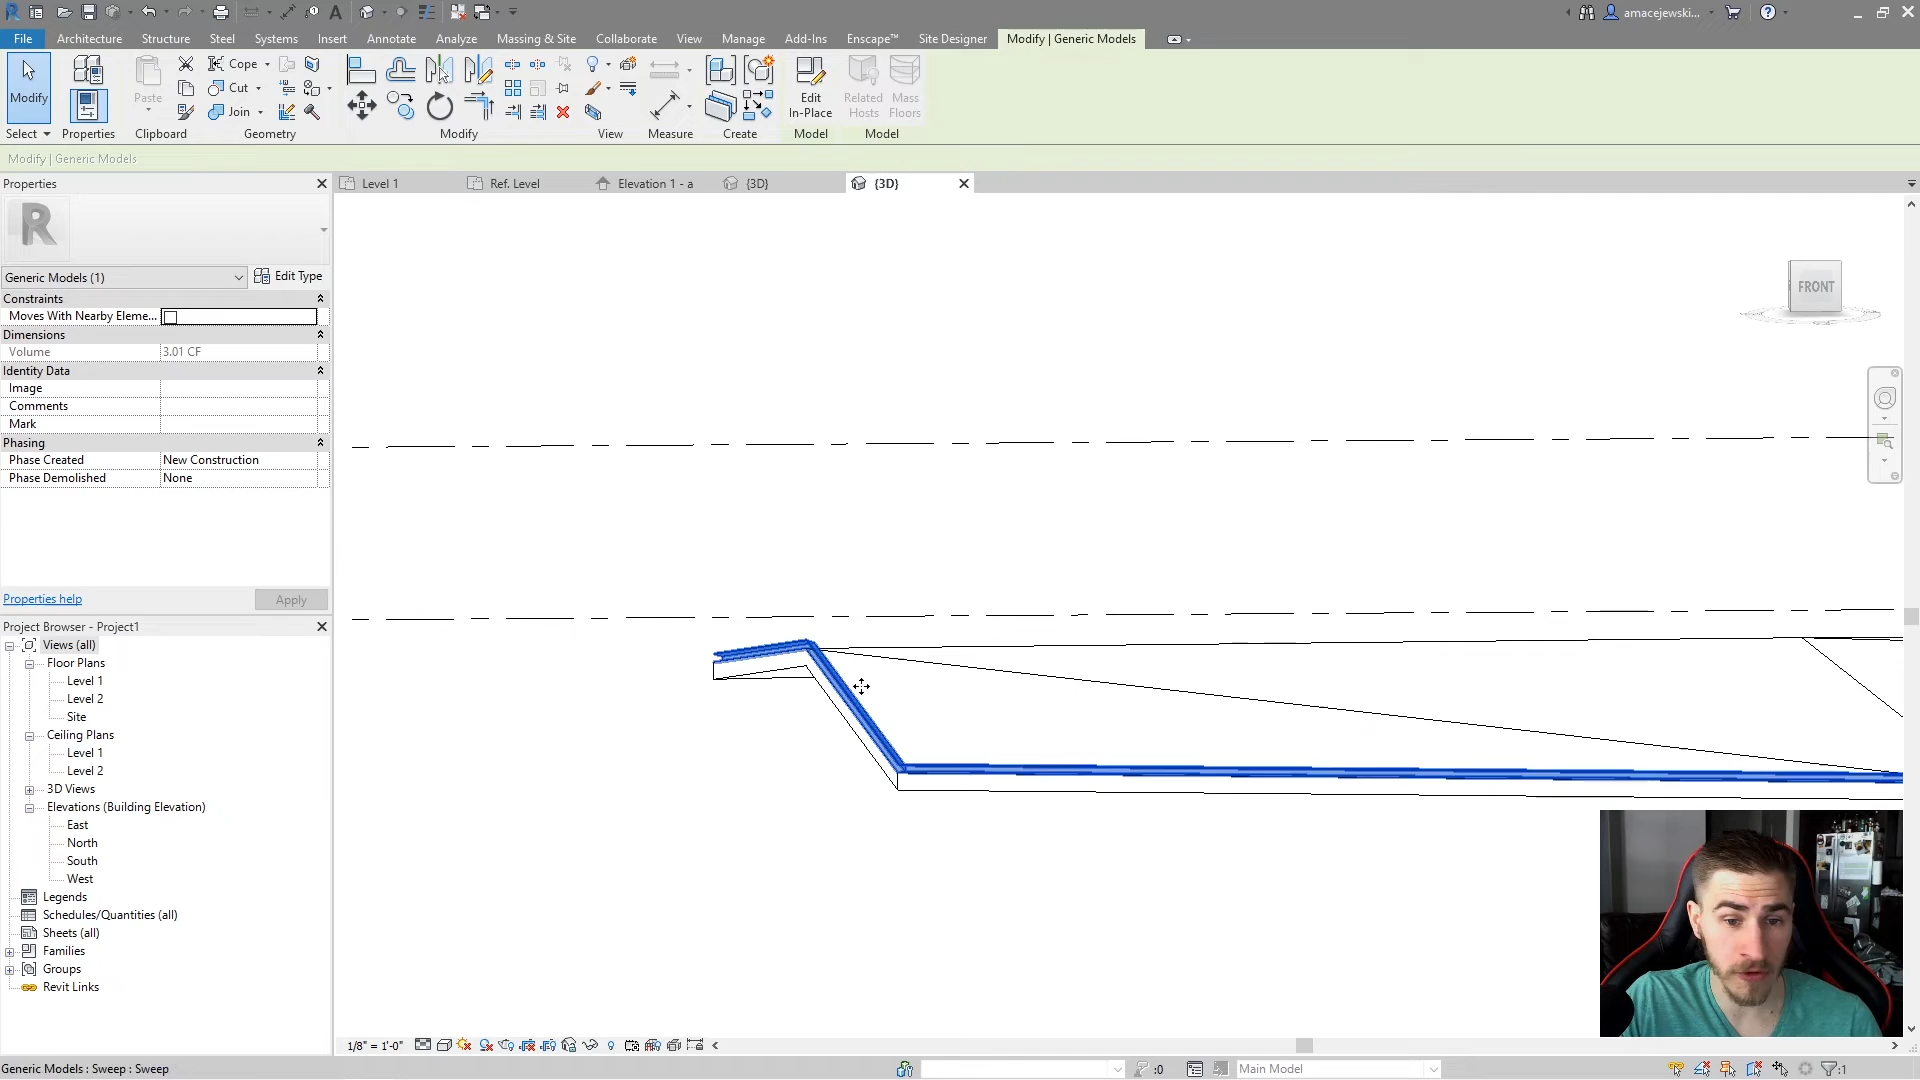 amacejewski...
File
Architecture
Structure
Steel
Systems
Insert
Annotate
Analyze
Massing & Site
Collaborate
View
Manage
Add-Ins
Enscape™
Site Designer
Modify | Generic Models
Modify
Paste
Cope
Cut
Join
Edit
In-Place
Related
Hosts
Mass
Floors
Select
Properties
Clipboard
Geometry
Modify
View
Measure
Create
Model
Model
Modify | Generic Models
Properties
Level 1
Ref. Level
Elevation 1 - a
{3D}
{3D}
R
Generic Models (1)
Edit Type
Constraints
Moves With Nearby Eleme...
Dimensions
Volume 3.01 CF
Identity Data
Image
Comments
Mark
Phasing
Phase Created New Construction
Phase Demolished None
Properties help
Apply
FRONT
Project Browser - Project1
Views (all)
Floor Plans
Level 1
Level 2
Site
Ceiling Plans
Level 1
Level 2
3D Views
Elevations (Building Elevation)
East
North
South
West
Legends
Schedules/Quantities (all)
Sheets (all)
Families
Groups
Revit Links
1/8" = 1'-0"
Generic Models : Sweep : Sweep
:0
Main Model
:1